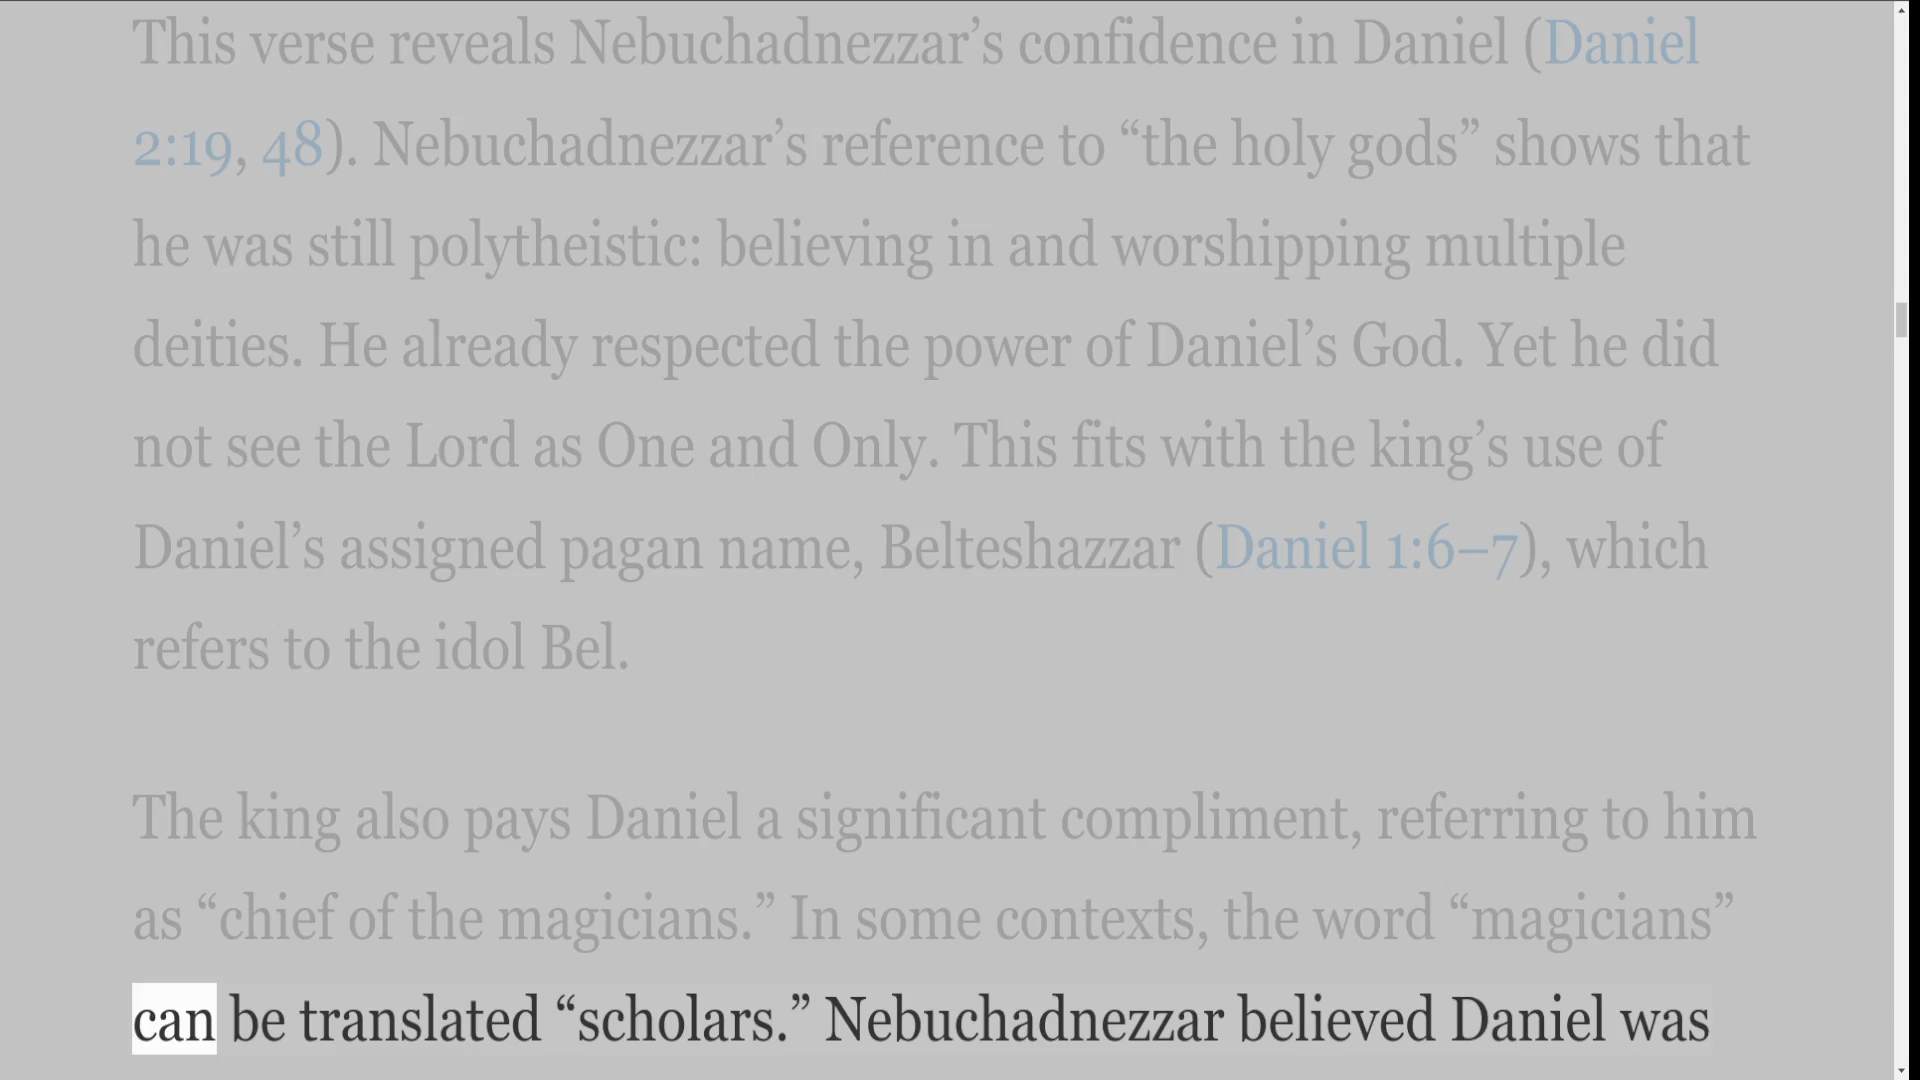 This verse reveals Nebuchadnezzar’s confidence in Daniel (Daniel
2:19, 48). Nebuchadnezzar’s reference to “the holy gods” shows that
he was still polytheistic: believing in and worshipping multiple
deities. He already respected the power of Daniel’s God. Yet he did
not see the Lord as One and Only. This fits with the king’s use of
Daniel’s assigned pagan name, Belteshazzar (Daniel 1:6–7), which
refers to the idol Bel.
The king also pays Daniel a significant compliment, referring to him
as “chief of the magicians.” In some contexts, the word “magicians”
can be translated “scholars.” Nebuchadnezzar believed Daniel was